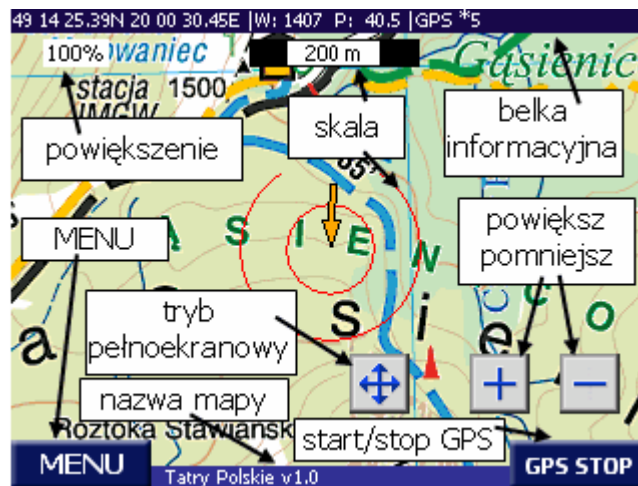 49 14 25.39N 20 00 30.45E |W: 1407 P: 40.5 |GPS *5
100%
owaniec
200 m
Gąsienic
stacja 1500
IMGW
skala
belka
informacyjna
powiększenie
35'
powiększ
pomniejsz
MENU
Ą S I E N I C O
a S i e
tryb
pełnoekranowy
+
−
nazwa mapy
Roztoka Stawiańsk
start/stop GPS
MENU
Tatry Polskie v1.0
GPS STOP